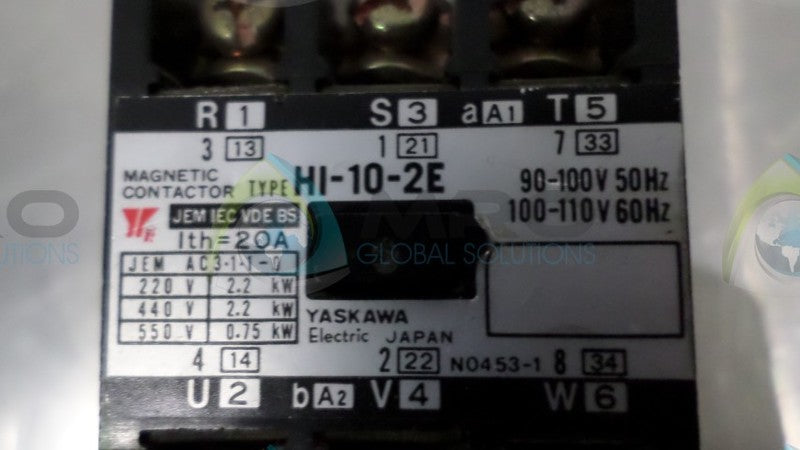 R 1 S 3 a A1 T 5
3 13 1 21 7 33
MAGNETIC
CONTACTOR TYPE HI-10-2E
90-100V 50Hz
100-110V 60Hz
JEM IEC VDE BS
Ith=20A
JEM AC3-1-1-0
220 V 2.2 kW
440 V 2.2 kW
550 V 0.75 kW
YASKAWA
Electric JAPAN
4 14 2 22 N0453-1 8 34
U 2 b A2 V 4 W 6
MRO
GLOBAL SOLUTIONS